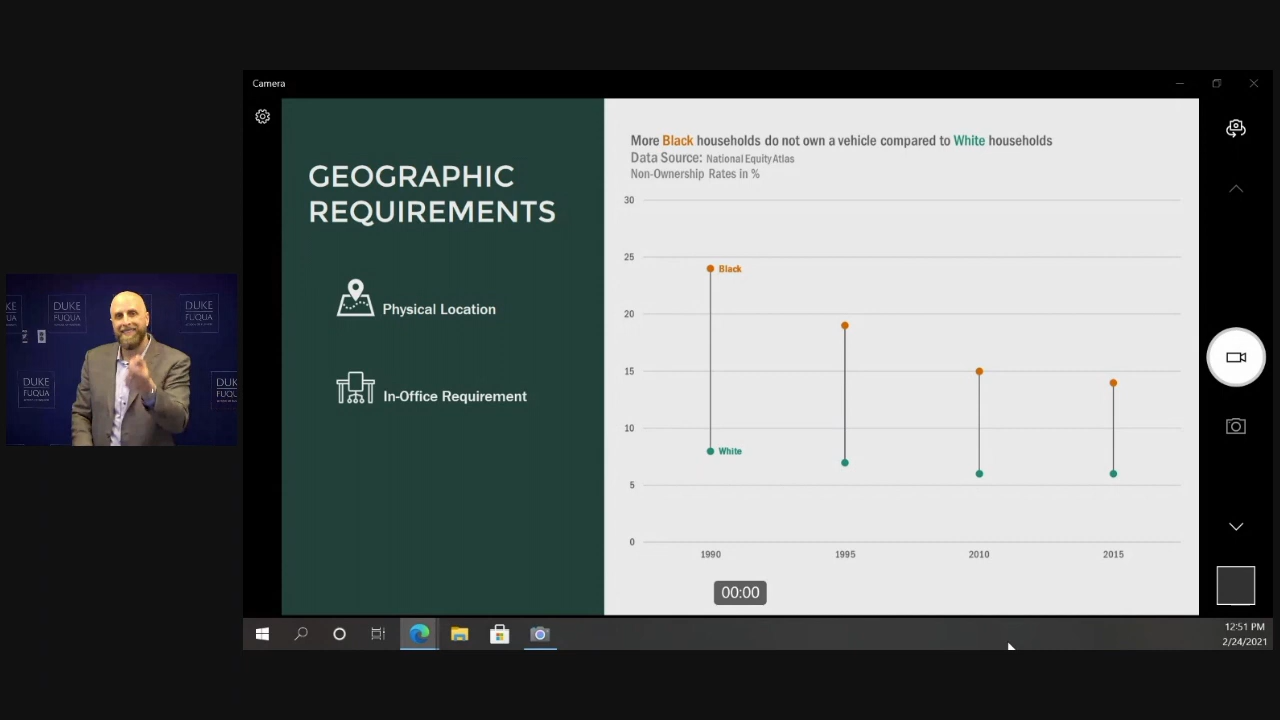 Camera
GEOGRAPHIC
REQUIREMENTS
Physical Location
In-Office Requirement
More Black households do not own a vehicle compared to White households
Data Source: National Equity Atlas
Non-Ownership Rates in %
30
25
20
15
10
5
0
Black
White
1990
1995
2010
2015
00:00
12:51 PM
2/24/2021
DUKE
FUQUA
DUKE
FUQUA
DUKE
FUQUA
DUKE